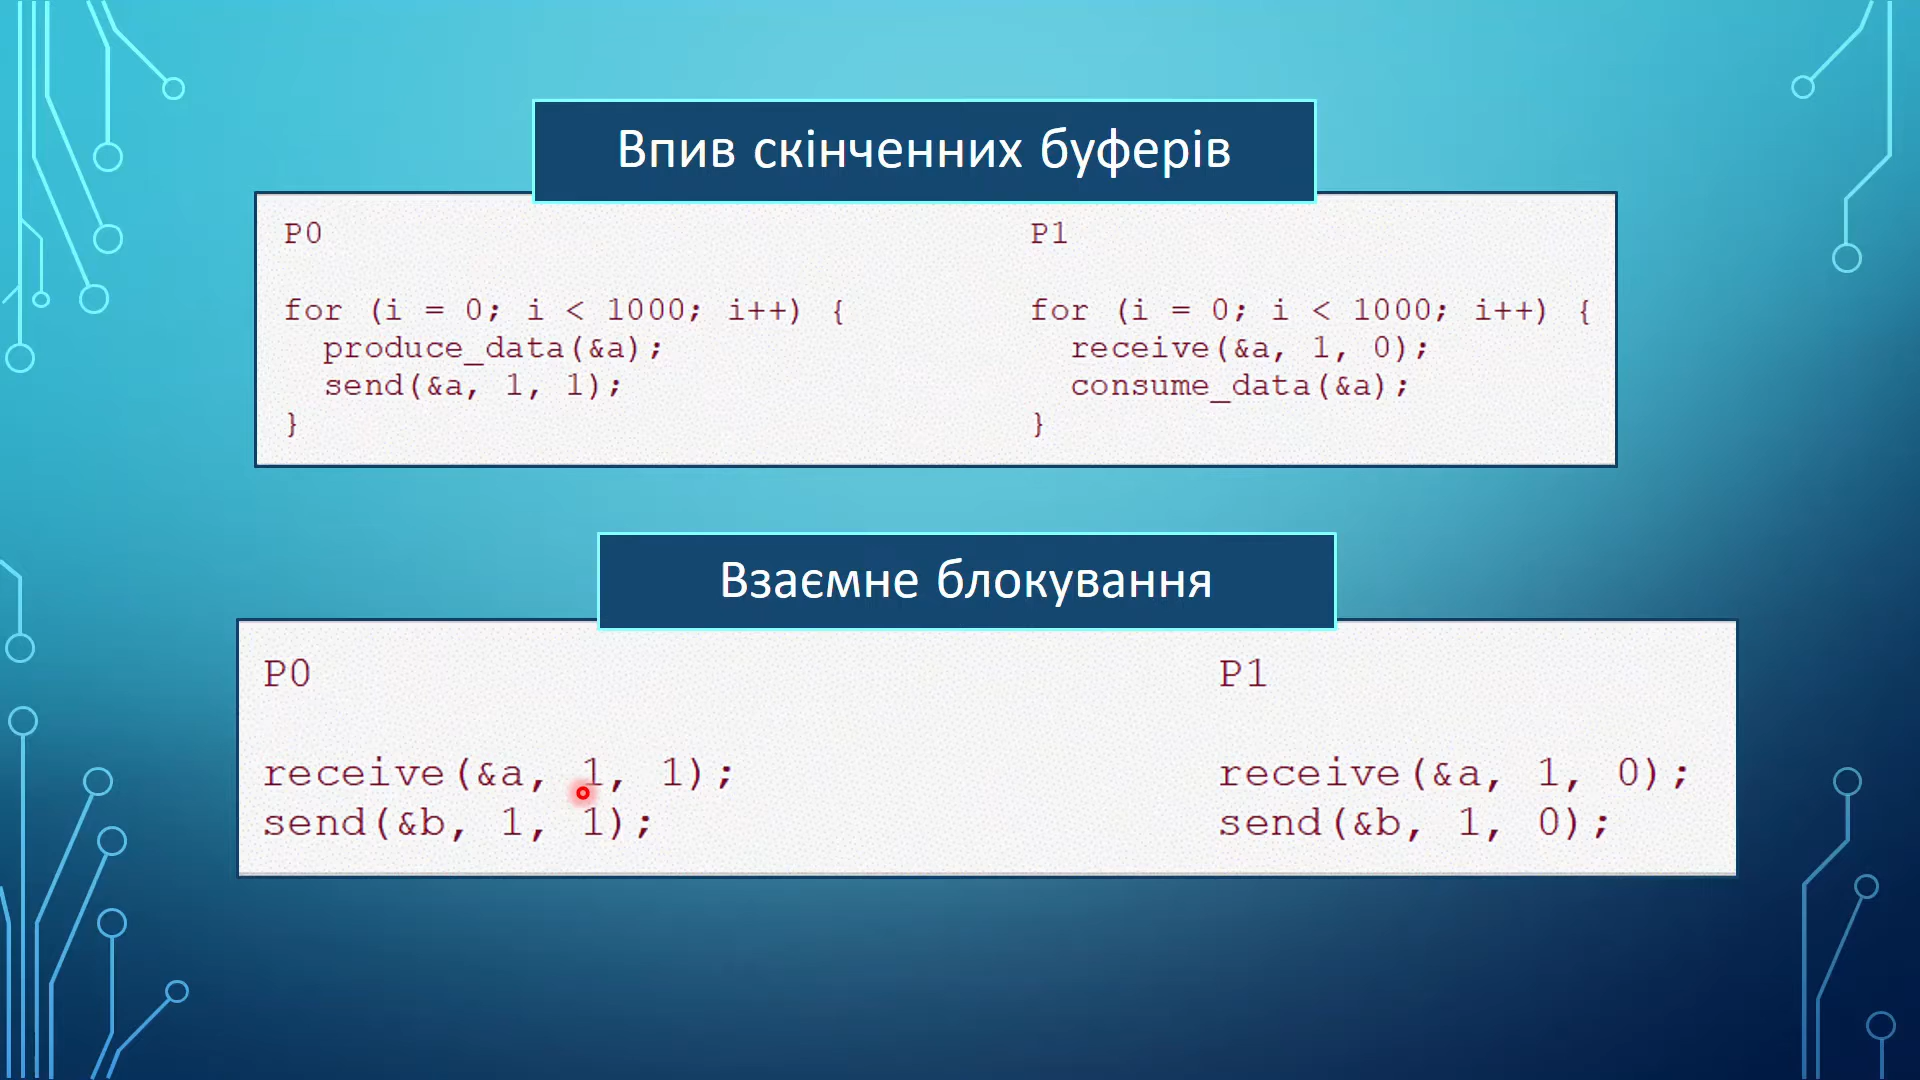 Впив скінченних буферів
P0 P1
for (i = 0; i < 1000; i++) { for (i = 0; i < 1000; i++) {
produce_data(&a); receive(&a, 1, 0);
send(&a, 1, 1); consume_data(&a);
} }
Взаємне блокування
P0 P1
receive(&a, 1, 1); receive(&a, 1, 0);
send(&b, 1, 1); send(&b, 1, 0);